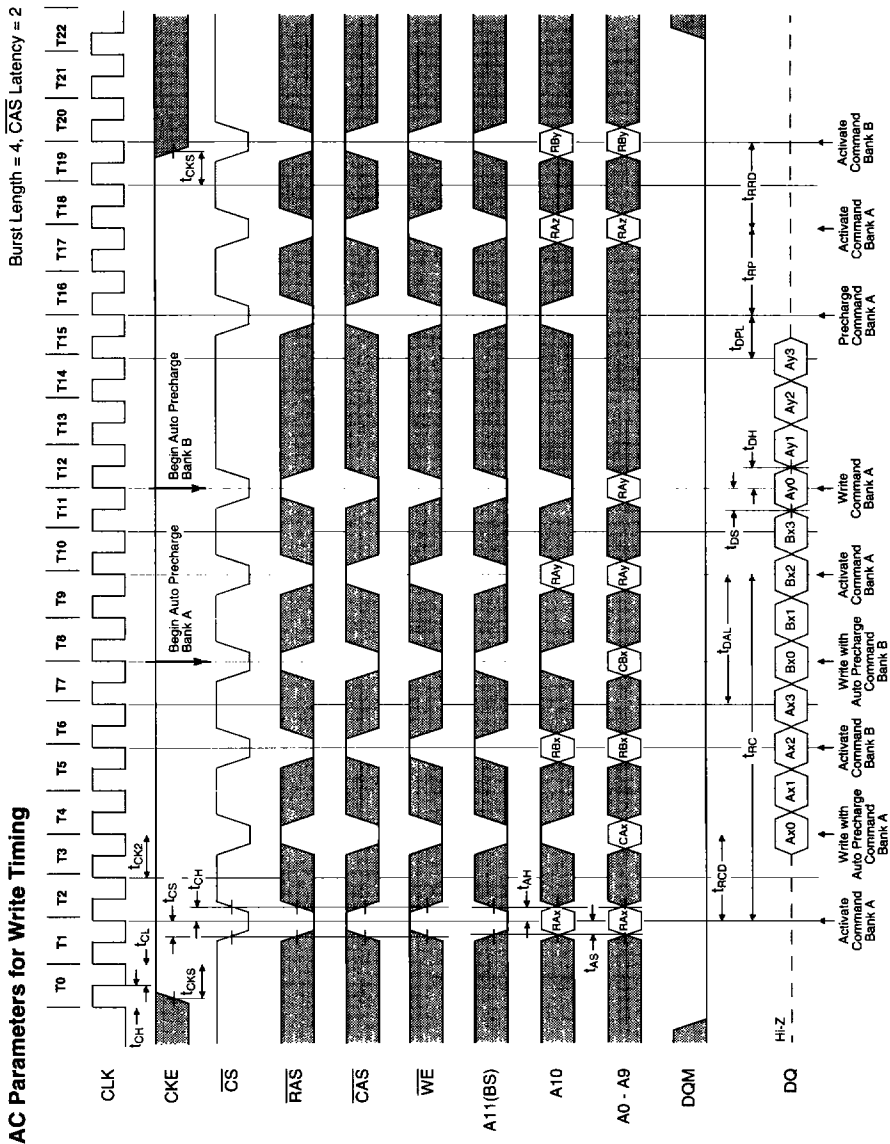 AC Parameters for Write Timing
Burst Length = 4, CAS Latency = 2
T0 T1 T2 T3 T4 T5 T6 T7 T8 T9 T10 T11 T12 T13 T14 T15 T16 T17 T18 T19 T20 T21 T22
CLK
tCH tCL tCK2
CKE
tCKS tCS tCH
Begin Auto Precharge
Bank A
Begin Auto Precharge
Bank B
tCKS
CS
RAS
CAS
WE
A11(BS)
tAH
A10
RAx RBx RAy RAz RBy
tAS
A0 - A9
RAx CAx RBx CBx RAy RAy RAz RBy
DQM
tRCD tDAL tDS tDH tDPL tRP tRRD
tRC
DQ
Hi-Z
Ax0 Ax1 Ax2 Ax3 Bx0 Bx1 Bx2 Bx3 Ay0 Ay1 Ay2 Ay3
Activate
Command
Bank A
Write with
Auto Precharge
Command
Bank A
Activate
Command
Bank B
Write with
Auto Precharge
Command
Bank B
Activate
Command
Bank A
Write
Command
Bank A
Precharge
Command
Bank A
Activate
Command
Bank A
Activate
Command
Bank B